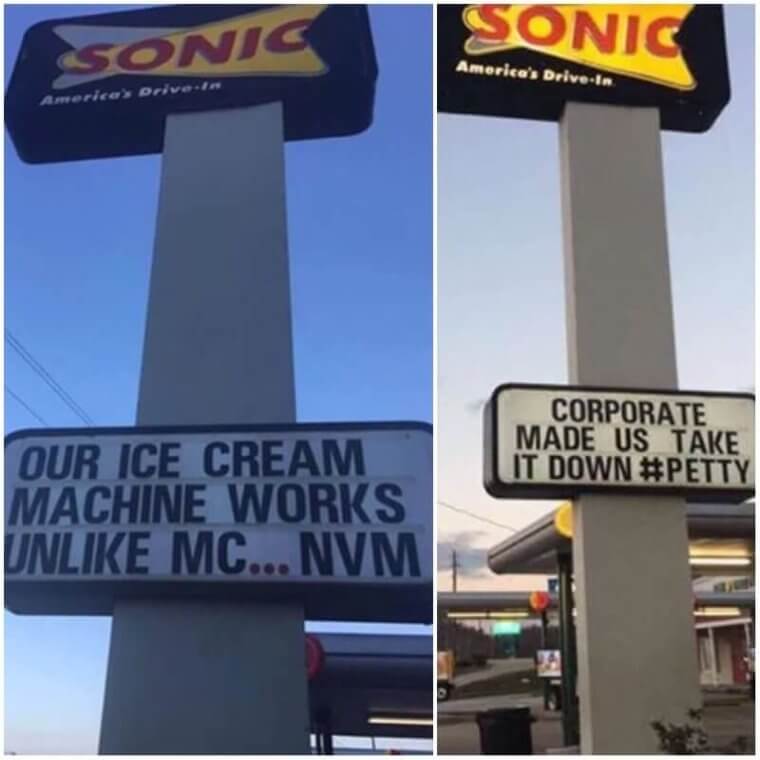 SONIC
America's Drive-In
OUR ICE CREAM
MACHINE WORKS
UNLIKE MC... NVM
SONIC
America's Drive-In
CORPORATE
MADE US TAKE
IT DOWN #PETTY